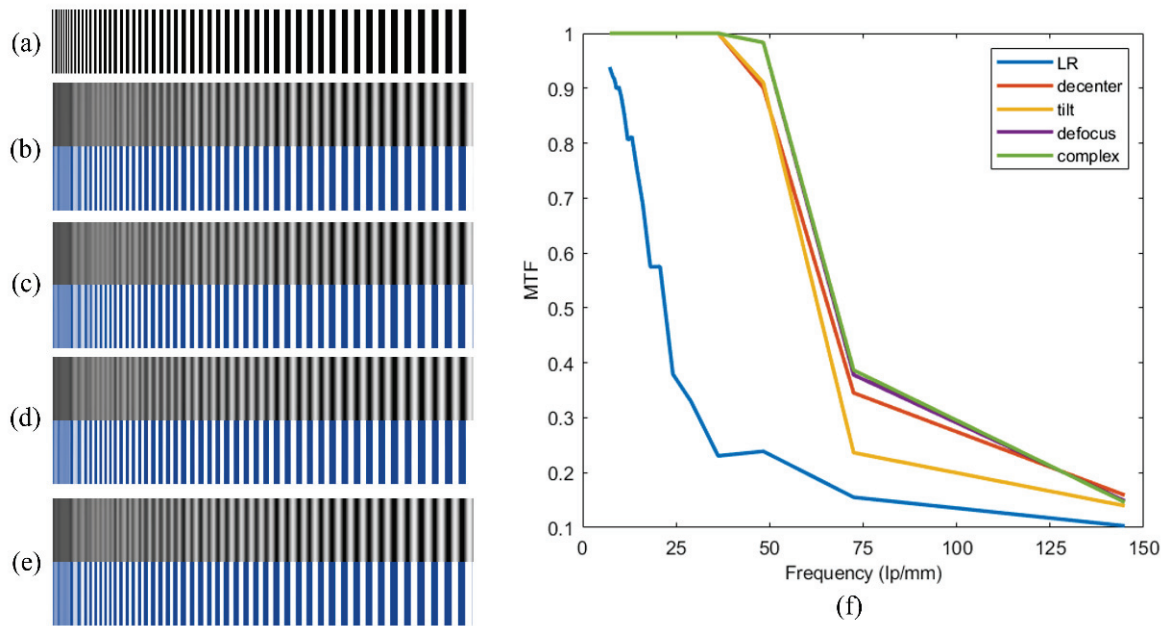 (a)
(b)
(c)
(d)
(e)
1
0.9
0.8
0.7
0.6
0.5
0.4
0.3
0.2
0.1
MTF
0
25
50
75
100
125
150
Frequency (lp/mm)
LR
decenter
tilt
defocus
complex
(f)